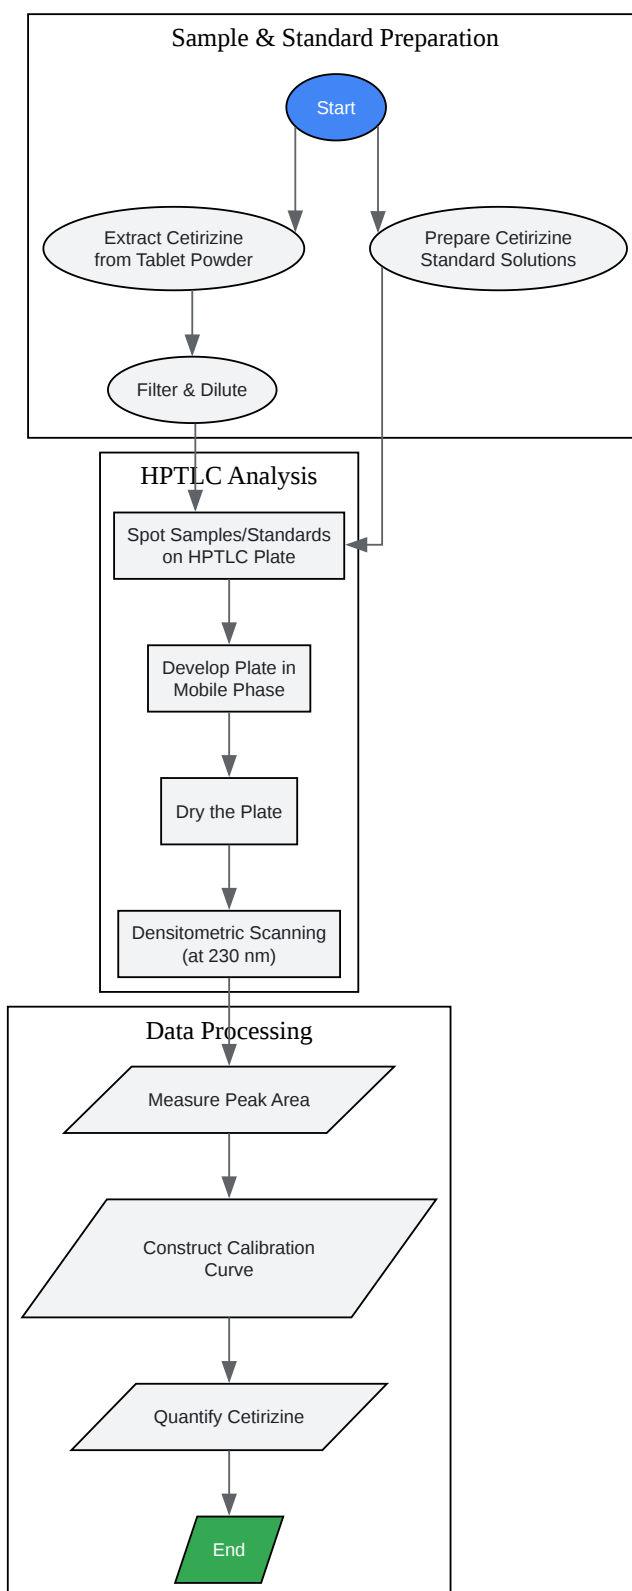 Sample & Standard Preparation
Start
Extract Cetirizine
from Tablet Powder
Prepare Cetirizine
Standard Solutions
Filter & Dilute
HPTLC Analysis
Spot Samples/Standards
on HPTLC Plate
Develop Plate in
Mobile Phase
Dry the Plate
Densitometric Scanning
(at 230 nm)
Data Processing
Measure Peak Area
Construct Calibration
Curve
Quantify Cetirizine
End